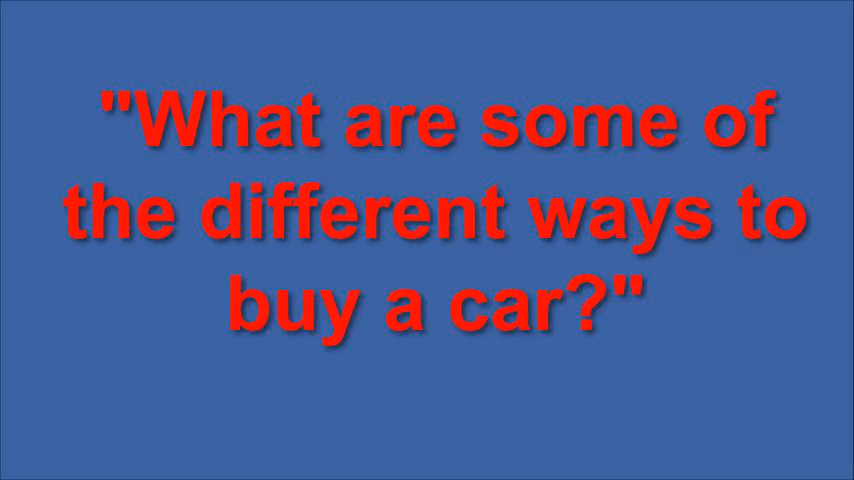 "What are some of
the different ways to
buy a car?"